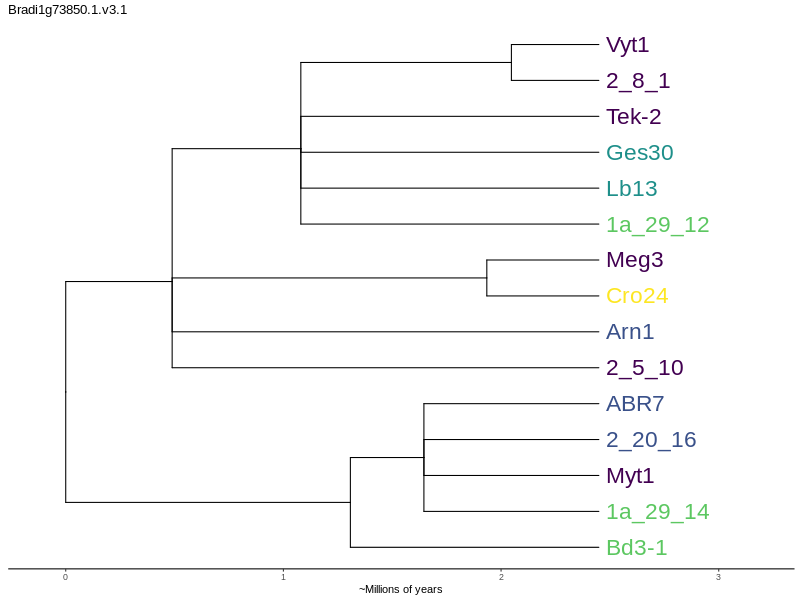 Bradi1g73850.1.v3.1
Vyt1
2_8_1
Tek-2
Ges30
Lb13
1a_29_12
Meg3
Cro24
Arn1
2_5_10
ABR7
2_20_16
Myt1
1a_29_14
Bd3-1
0 1 2 3
~Millions of years